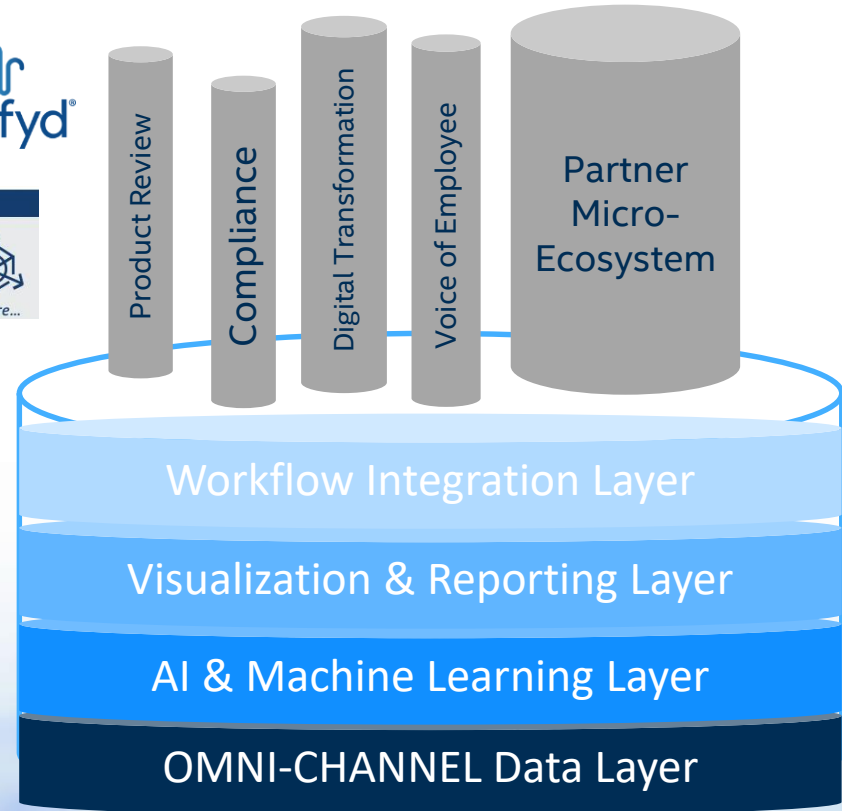 fyd®
re...
Product Review
Compliance
Digital Transformation
Voice of Employee
Partner
Micro-
Ecosystem
Workflow Integration Layer
Visualization & Reporting Layer
AI & Machine Learning Layer
OMNI-CHANNEL Data Layer